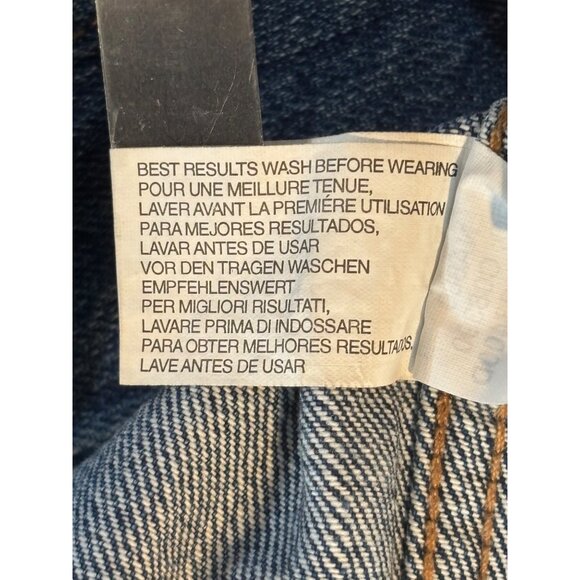 BEST RESULTS WASH BEFORE WEARING
POUR UNE MEILLURE TENUE,
LAVER AVANT LA PREMIÉRE UTILISATION
PARA MEJORES RESULTADOS,
LAVAR ANTES DE USAR
VOR DEN TRAGEN WASCHEN
EMPFEHLENSWERT
PER MIGLIORI RISULTATI,
LAVARE PRIMA DI INDOSSARE
PARA OBTER MELHORES RESULTADOS,
LAVE ANTES DE USAR